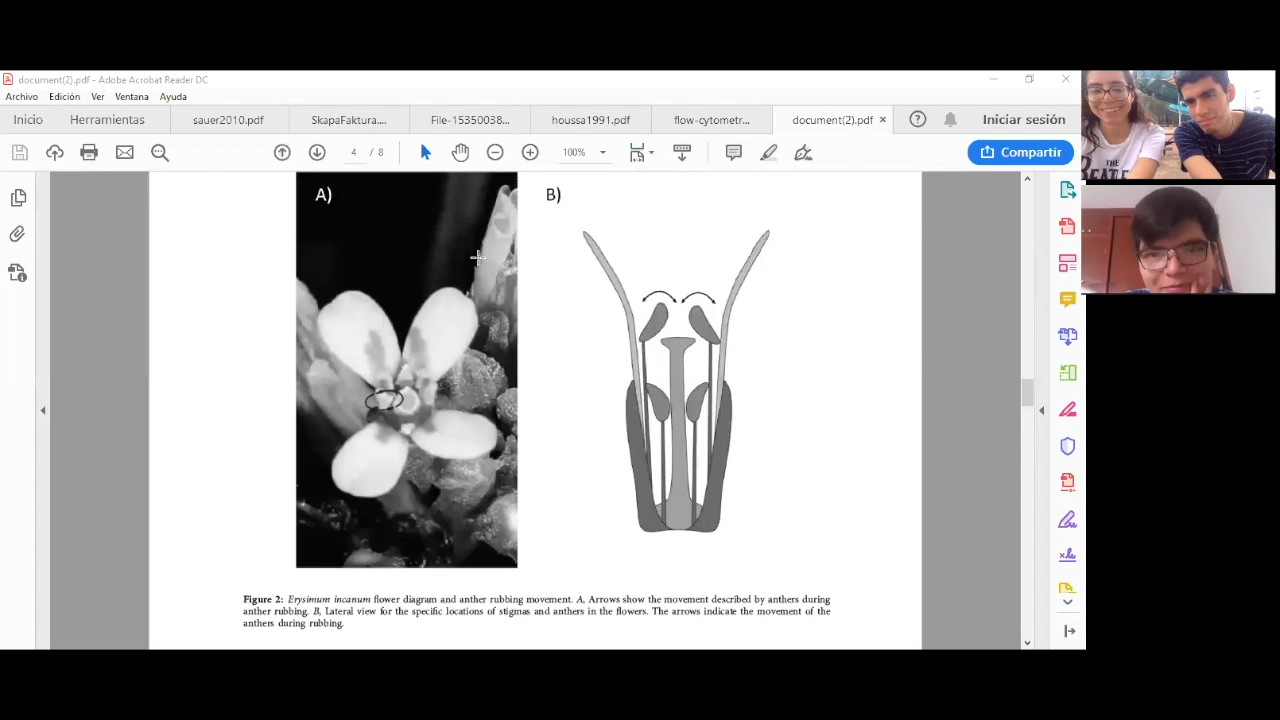 document(2).pdf - Adobe Acrobat Reader DC
Archivo Edición Ver Ventana Ayuda
Inicio Herramientas sauer2010.pdf SkapaFaktura.... File-15350038... houssa1991.pdf flow-cytometr... document(2).pdf Iniciar sesión
4 / 8 100% Compartir
A) B)
THE
Figure 2: Erysimum incanum flower diagram and anther rubbing movement. A, Arrows show the movement described by anthers during
anther rubbing. B, Lateral view for the specific locations of stigmas and anthers in the flowers. The arrows indicate the movement of the
anthers during rubbing.